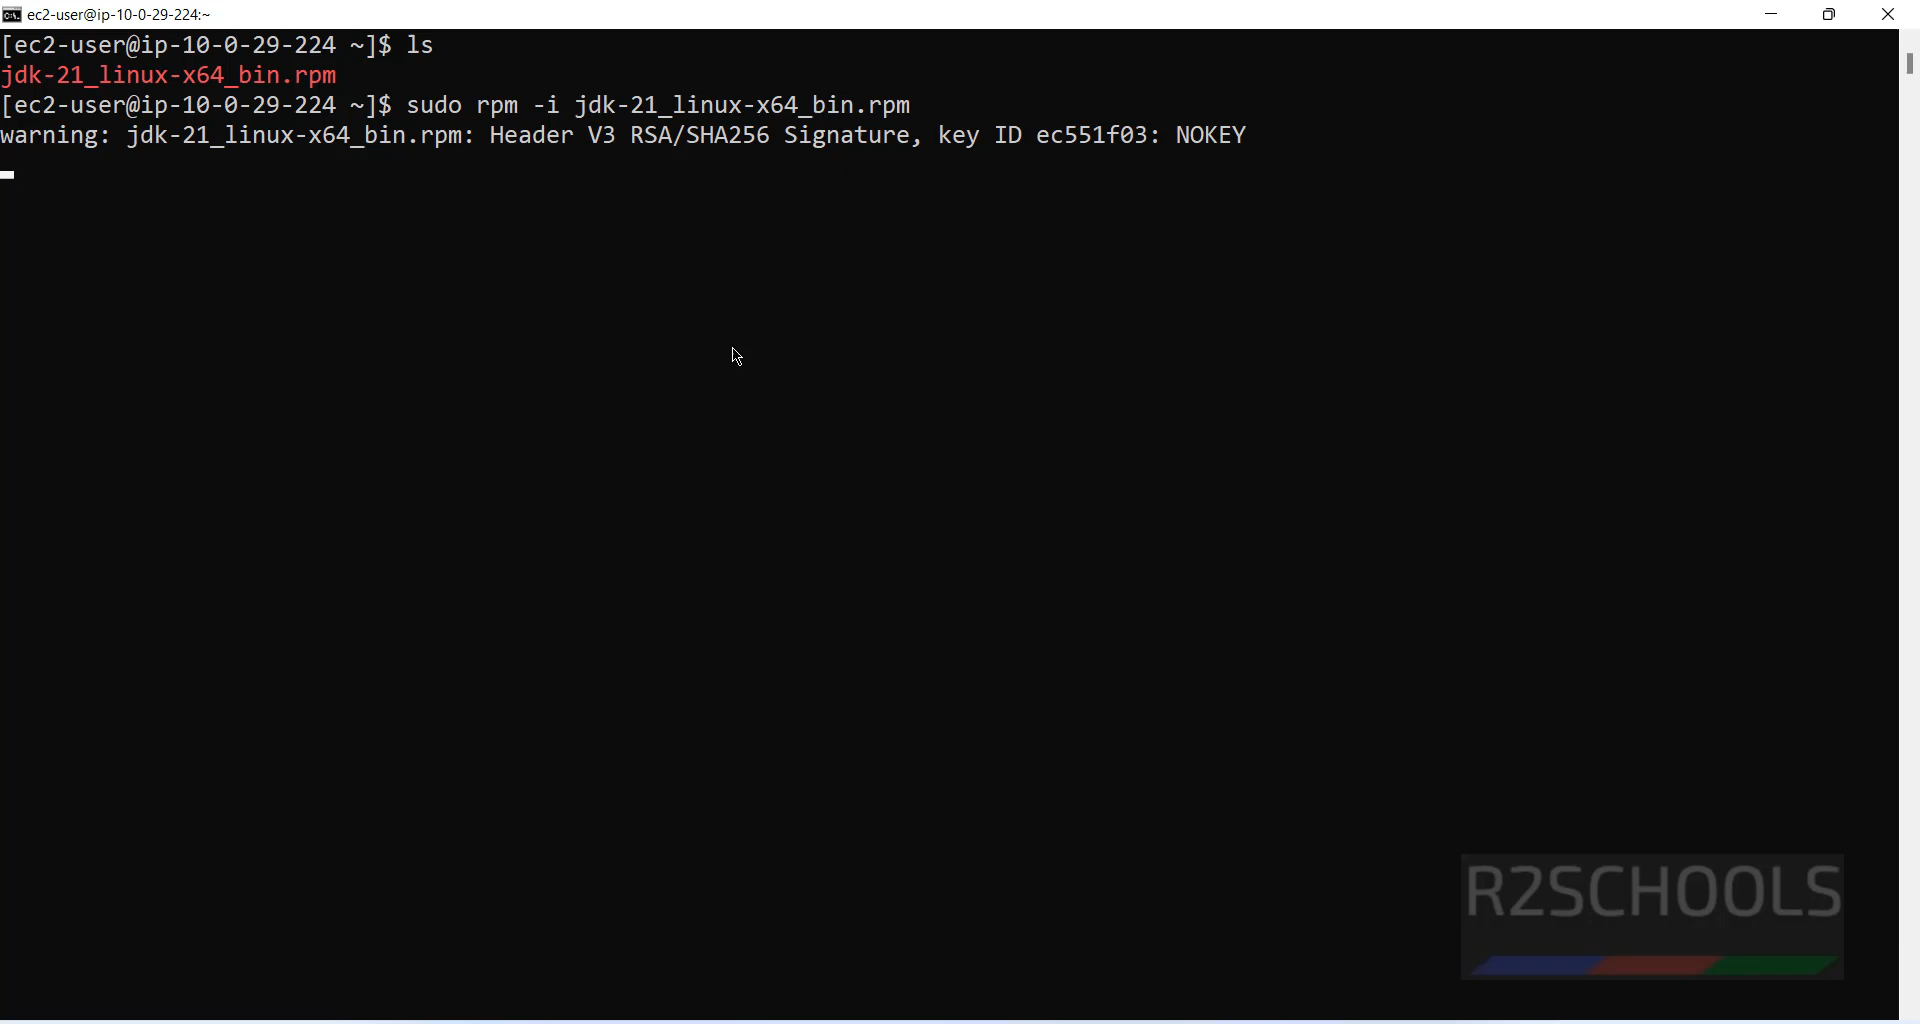 ec2-user@ip-10-0-29-224:~
[ec2-user@ip-10-0-29-224 ~]$ ls
jdk-21_linux-x64_bin.rpm
[ec2-user@ip-10-0-29-224 ~]$ sudo rpm -i jdk-21_linux-x64_bin.rpm
warning: jdk-21_linux-x64_bin.rpm: Header V3 RSA/SHA256 Signature, key ID ec551f03: NOKEY
R2SCHOOLS